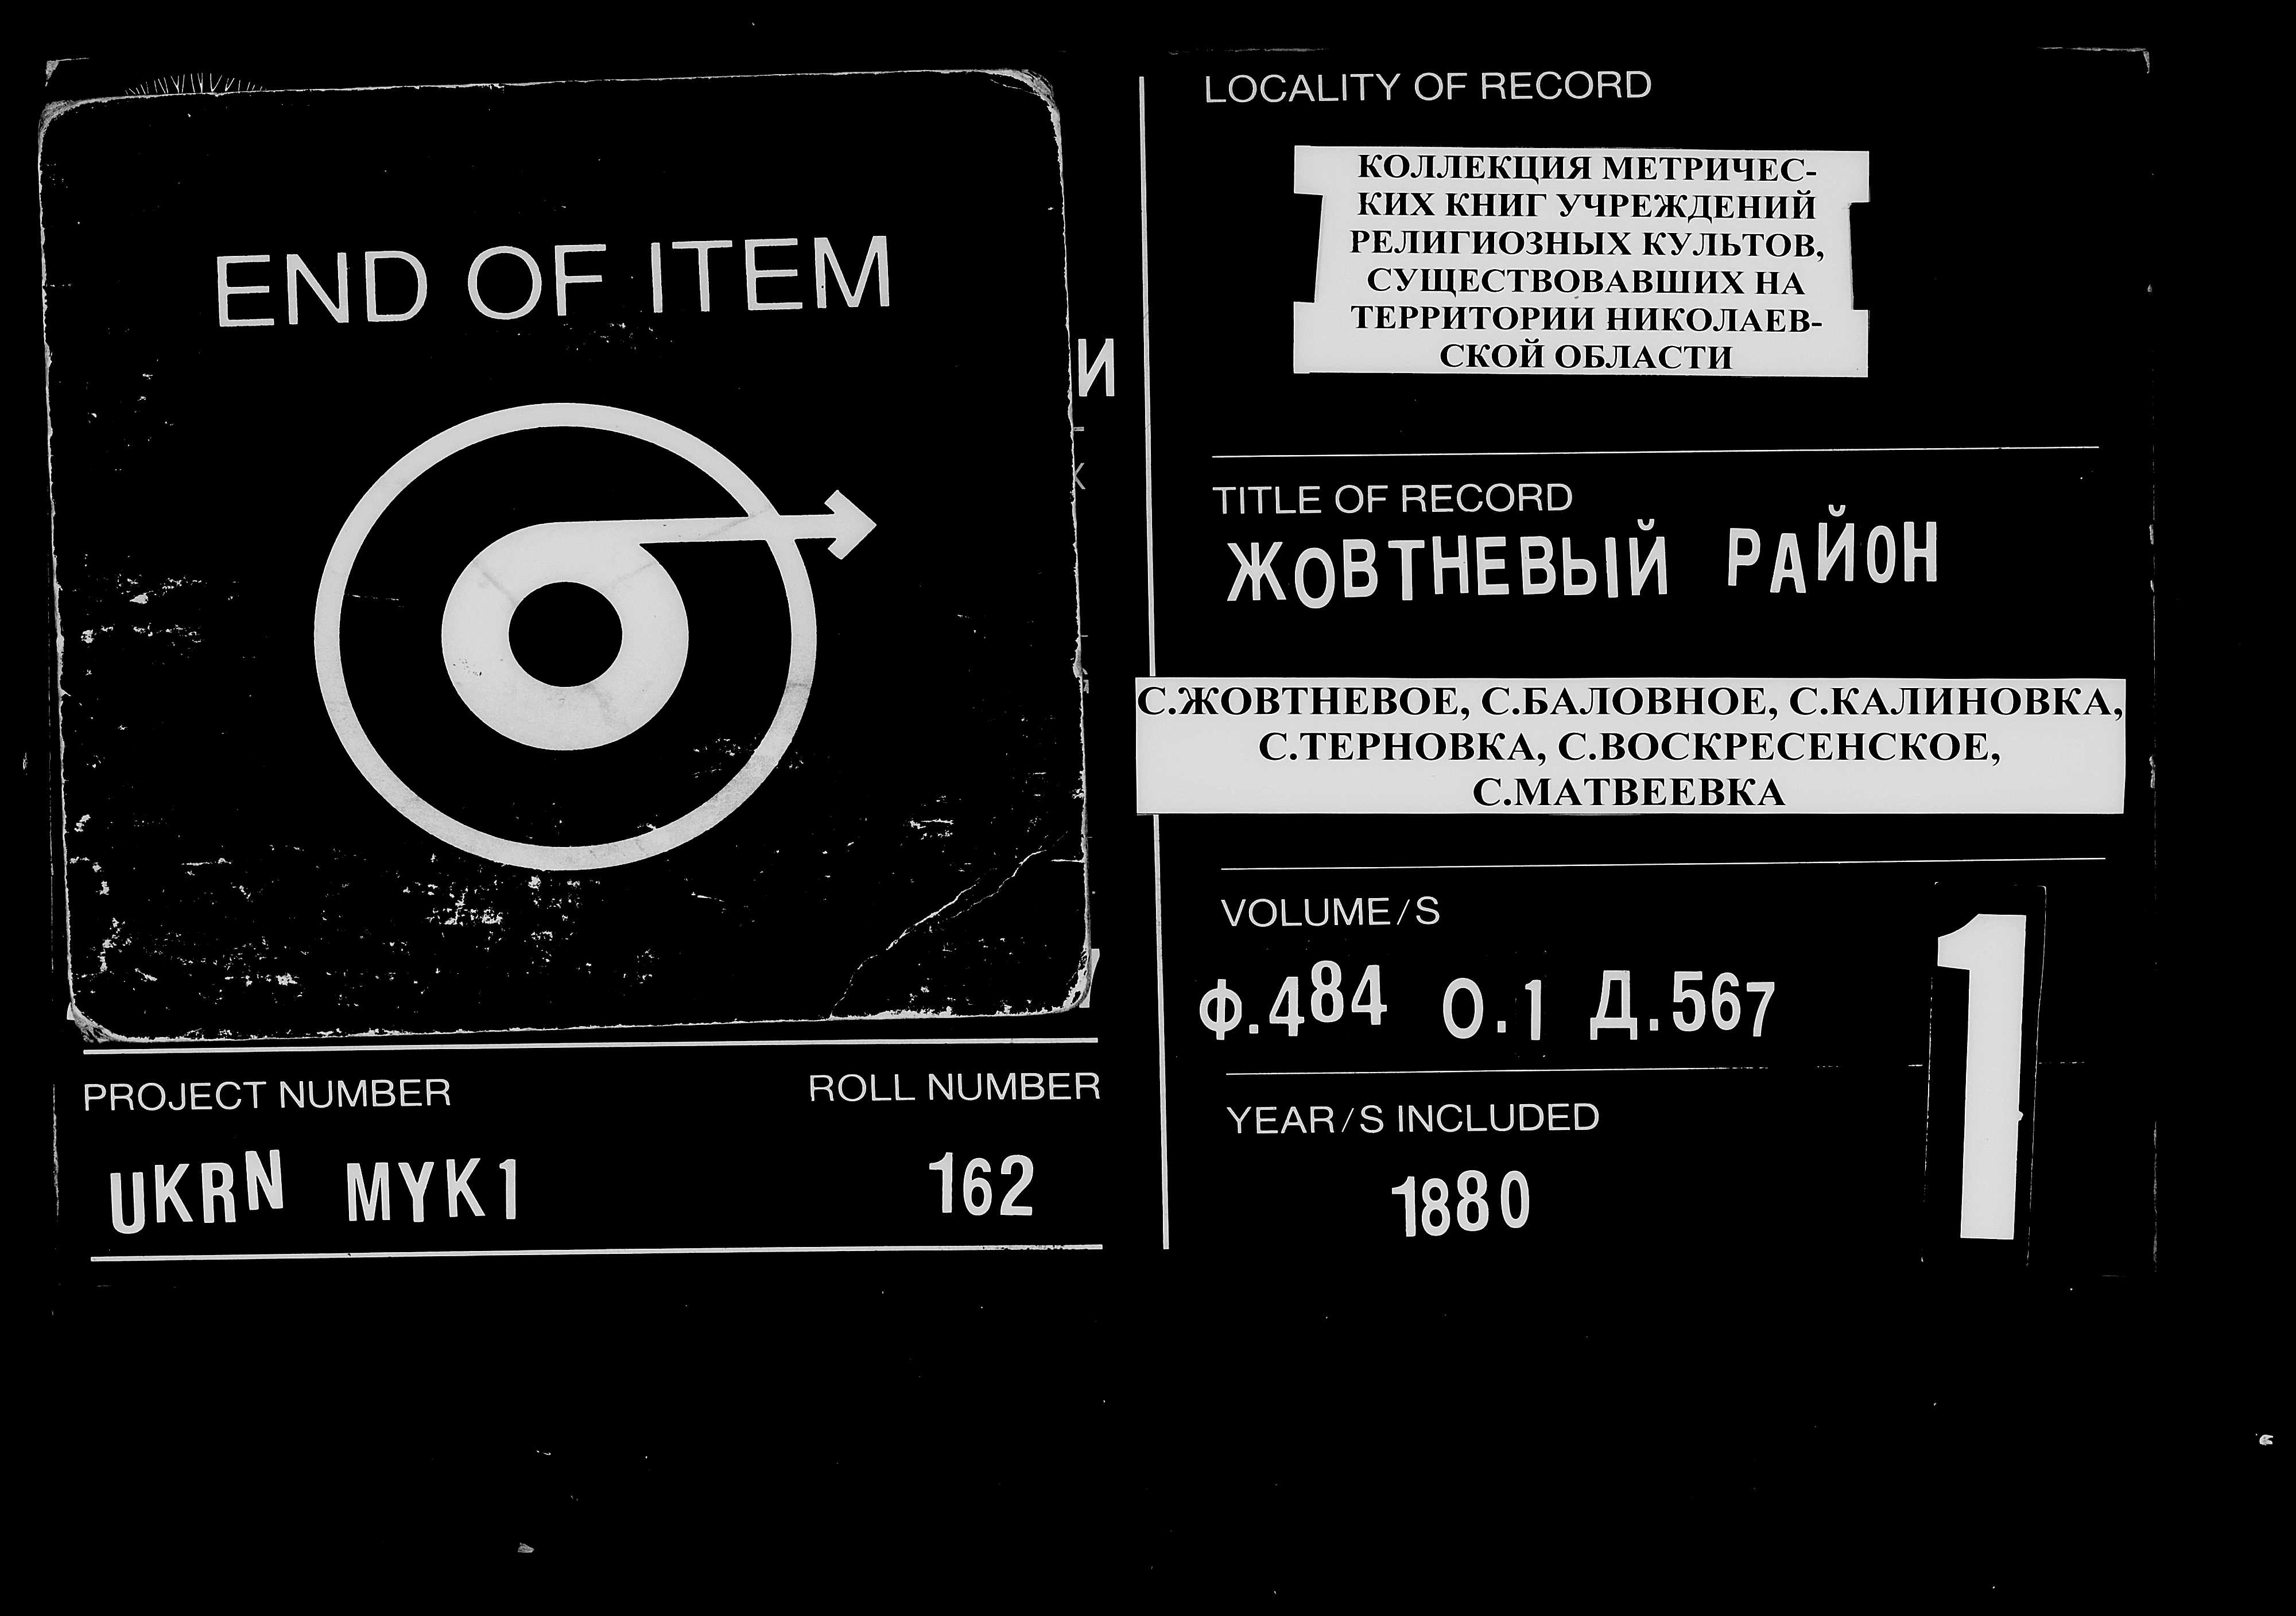 END OF ITEM
И
PROJECT NUMBER
ROLL NUMBER
UKRN MYK1
162
LOCALITY OF RECORD
КОЛЛЕКЦИЯ МЕТРИЧЕС-
КИХ КНИГ УЧРЕЖДЕНИЙ
РЕЛИГИОЗНЫХ КУЛЬТОВ,
СУЩЕСТВОВАВШИХ НА
ТЕРРИТОРИИ НИКОЛАЕВ-
СКОЙ ОБЛАСТИ
TITLE OF RECORD
ЖОВТНЕВЫЙ РАЙОН
С.ЖОВТНЕВОЕ, С.БАЛОВНОЕ, С.КАЛИНОВКА,
С.ТЕРНОВКА, С.ВОСКРЕСЕНСКОЕ,
С.МАТВЕЕВКА
VOLUME/S
Ф.484 О.1 Д.567
1
YEAR/S INCLUDED
1880